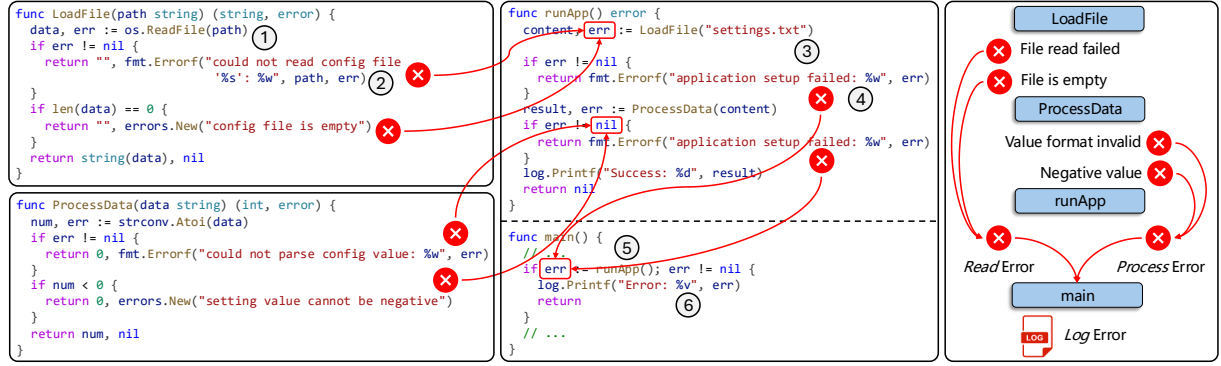 func LoadFile(path string) (string, error) {
data, err := os.ReadFile(path)
1
if err != nil {
return "", fmt.Errorf("could not read config file
'%s': %w", path, err)
2
}
if len(data) == 0 {
return "", errors.New("config file is empty")
}
return string(data), nil
}
func ProcessData(data string) (int, error) {
num, err := strconv.Atoi(data)
if err != nil {
return 0, fmt.Errorf("could not parse config value: %w", err)
}
if num < 0 {
return 0, errors.New("setting value cannot be negative")
}
return num, nil
}
func runApp() error {
content, err := LoadFile("settings.txt")
3
if err != nil {
return fmt.Errorf("application setup failed: %w", err)
}
4
result, err := ProcessData(content)
if err != nil {
return fmt.Errorf("application setup failed: %w", err)
}
log.Printf("Success: %d", result)
return nil
}
func main() {
5
// ...
if err := runApp(); err != nil {
log.Printf("Error: %v", err)
6
return
}
// ...
}
LoadFile
File read failed
File is empty
ProcessData
Value format invalid
Negative value
runApp
Read Error
Process Error
main
LOG
Log Error